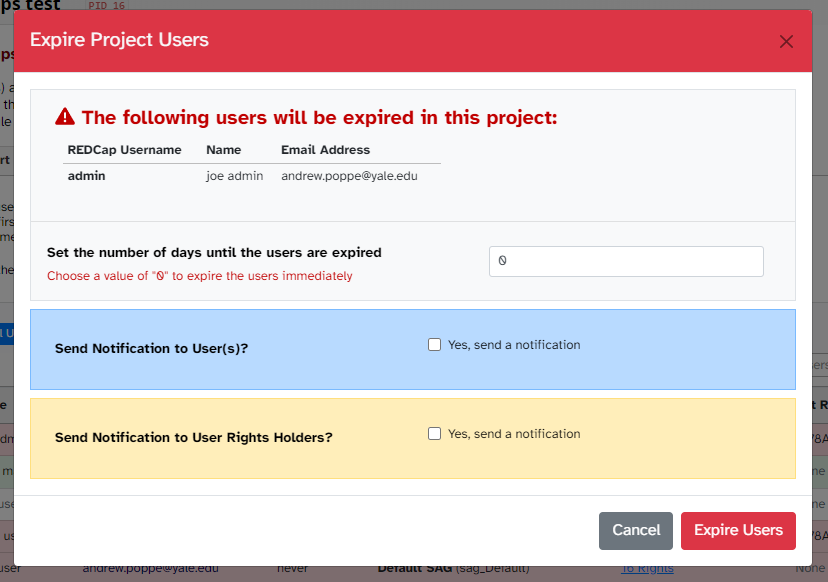 ps test PID 16
Expire Project Users
The following users will be expired in this project:
REDCap Username Name Email Address
admin joe admin andrew.poppe@yale.edu
Set the number of days until the users are expired
Choose a value of "0" to expire the users immediately
0
Send Notification to User(s)?
Yes, send a notification
Send Notification to User Rights Holders?
Yes, send a notification
Cancel Expire Users
user andrew.poppe@yale.edu never Default SAG (sag_Default) To Rights None